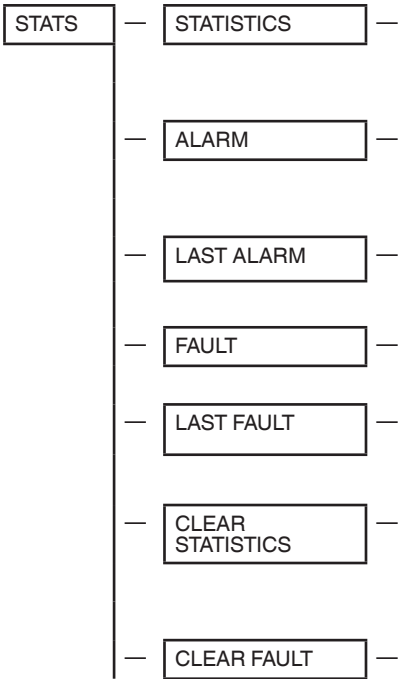 STATS
STATISTICS
ALARM
LAST ALARM
FAULT
LAST FAULT
CLEAR
STATISTICS
CLEAR FAULT